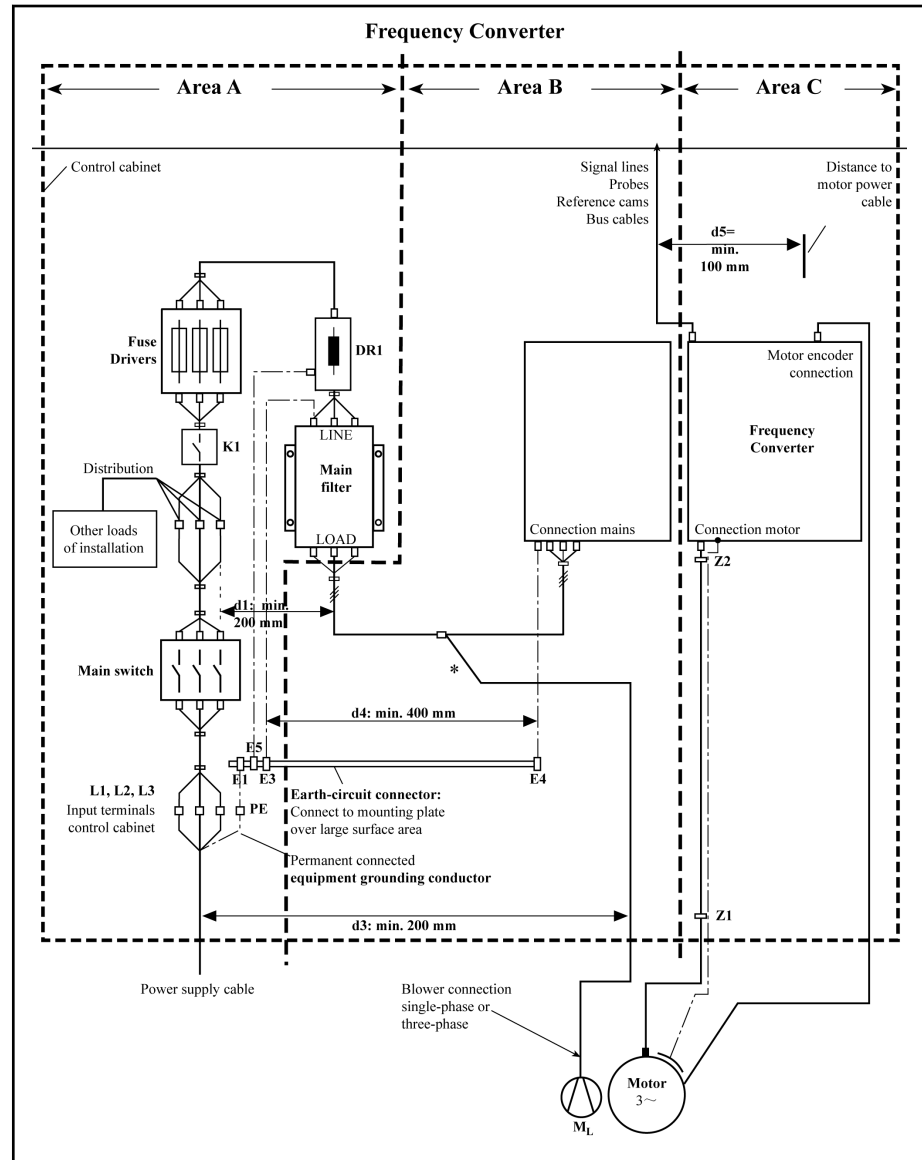 Frequency Converter
Area A
Area B
Area C
Control cabinet
Signal lines
Probes
Reference cams
Bus cables
Distance to
motor power
cable
d5=
min.
100 mm
Fuse
Drivers
DR1
Motor encoder
connection
K1
LINE
Main
filter
LOAD
Frequency
Converter
Distribution
Other loads
of installation
Connection mains
Connection motor
Z2
d1: min.
200 mm
Main switch
*
d4: min. 400 mm
E5
E1
E3
E4
L1, L2, L3
Input terminals
control cabinet
PE
Earth-circuit connector:
Connect to mounting plate
over large surface area
Permanent connected
equipment grounding conductor
Z1
d3: min. 200 mm
Power supply cable
Blower connection
single-phase or
three-phase
Motor
3~
ML